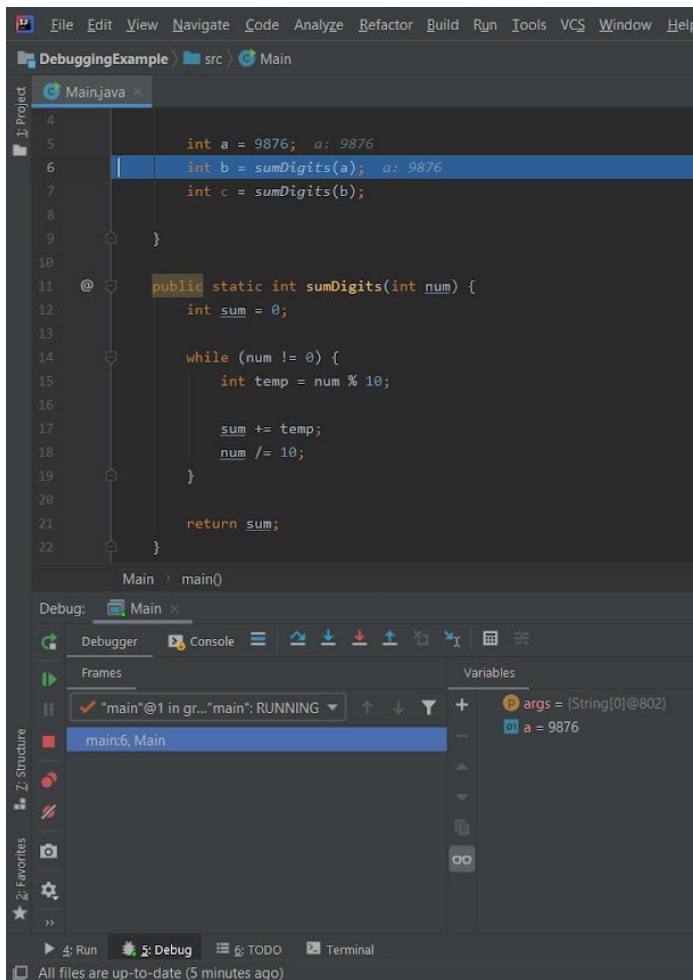 File Edit View Navigate Code Analyze Refactor Build Run Tools VCS Window Help
DebuggingExample src Main
1: Project
Main.java
4
5 int a = 9876; a: 9876
6 int b = sumDigits(a); a: 9876
7 int c = sumDigits(b);
8
9 }
10
11 @ public static int sumDigits(int num) {
12 int sum = 0;
13
14 while (num != 0) {
15 int temp = num % 10;
16
17 sum += temp;
18 num /= 10;
19 }
20
21 return sum;
22 }
Main main()
Debug: Main
Debugger Console
Frames Variables
"main"@1 in gr..."main": RUNNING
args = {String[0]@802}
a = 9876
main:6, Main
Z: Structure
2: Favorites
4: Run 5: Debug 6: TODO Terminal
All files are up-to-date (5 minutes ago)